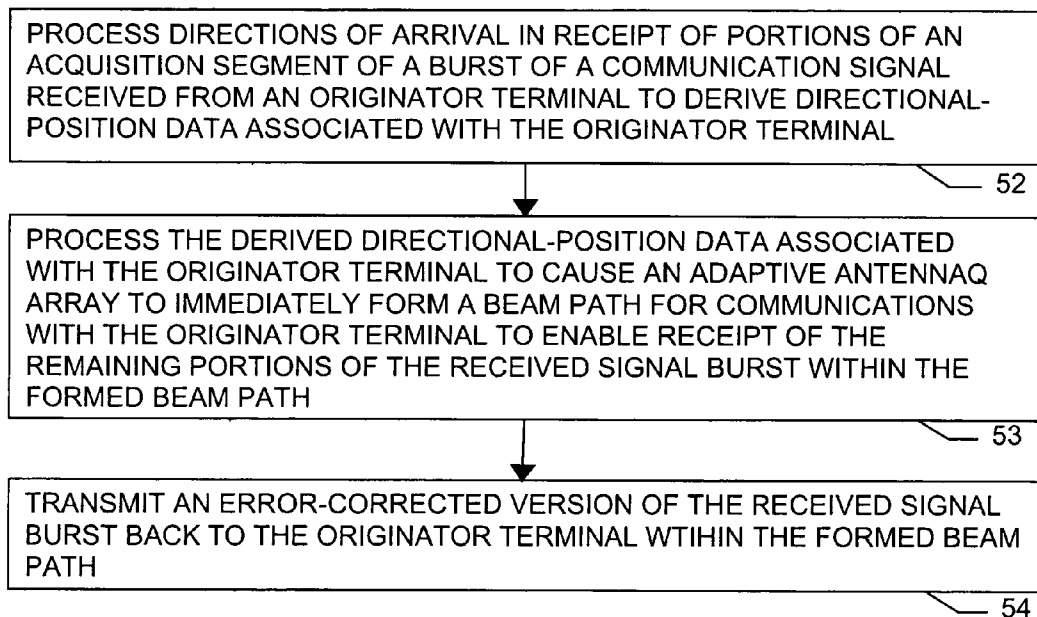 PROCESS DIRECTIONS OF ARRIVAL IN RECEIPT OF PORTIONS OF AN
ACQUISITION SEGMENT OF A BURST OF A COMMUNICATION SIGNAL
RECEIVED FROM AN ORIGINATOR TERMINAL TO DERIVE DIRECTIONAL-
POSITION DATA ASSOCIATED WITH THE ORIGINATOR TERMINAL
52
PROCESS THE DERIVED DIRECTIONAL-POSITION DATA ASSOCIATED
WITH THE ORIGINATOR TERMINAL TO CAUSE AN ADAPTIVE ANTENNAQ
ARRAY TO IMMEDIATELY FORM A BEAM PATH FOR COMMUNICATIONS
WITH THE ORIGINATOR TERMINAL TO ENABLE RECEIPT OF THE
REMAINING PORTIONS OF THE RECEIVED SIGNAL BURST WITHIN THE
FORMED BEAM PATH
53
TRANSMIT AN ERROR-CORRECTED VERSION OF THE RECEIVED SIGNAL
BURST BACK TO THE ORIGINATOR TERMINAL WTIHIN THE FORMED BEAM
PATH
54